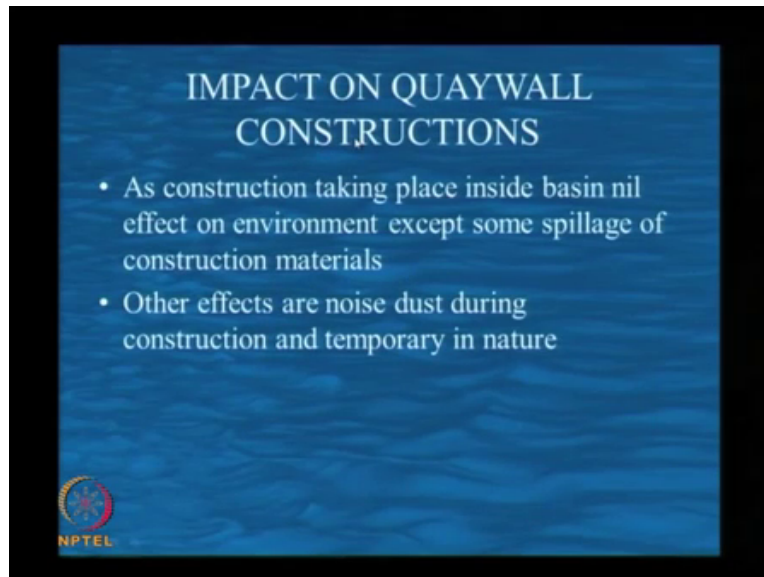 IMPACT ON QUAYWALL
CONSTRUCTIONS
• As construction taking place inside basin nil
effect on environment except some spillage of
construction materials
• Other effects are noise dust during
construction and temporary in nature
NPTEL